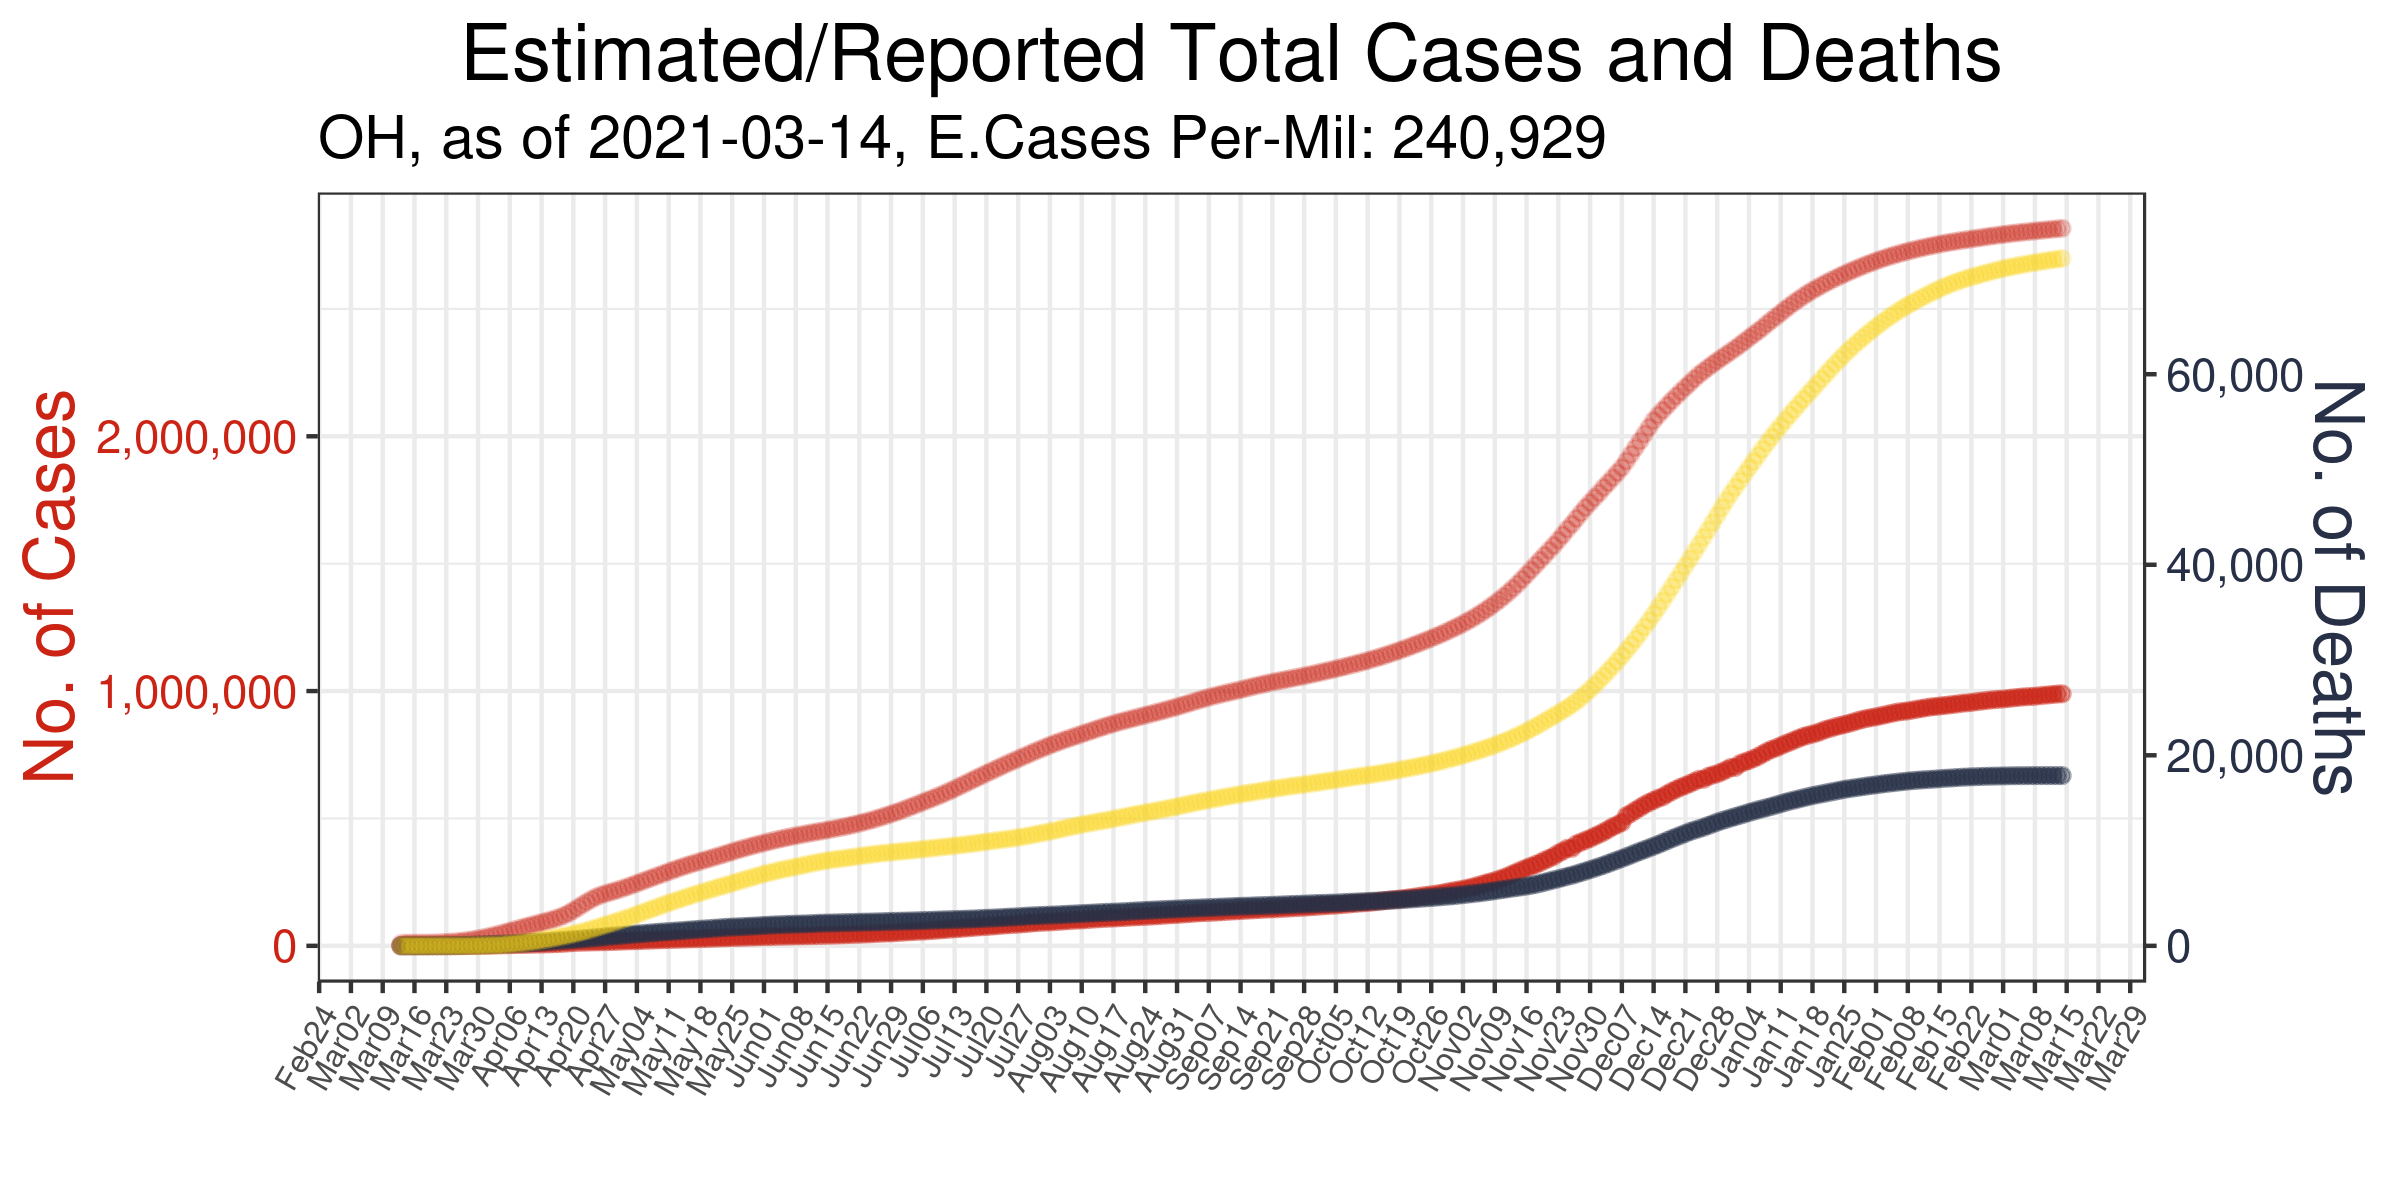 Estimated/Reported Total Cases and Deaths
OH, as of 2021-03-14, E.Cases Per-Mil: 240,929
No. of Cases
2,000,000
1,000,000
0
60,000
40,000
20,000
0
No. of Deaths
Feb24
Mar02
Mar09
Mar16
Mar23
Mar30
Apr06
Apr13
Apr20
Apr27
May04
May11
May18
May25
Jun01
Jun08
Jun15
Jun22
Jun29
Jul06
Jul13
Jul20
Jul27
Aug03
Aug10
Aug17
Aug24
Aug31
Sep07
Sep14
Sep21
Sep28
Oct05
Oct12
Oct19
Oct26
Nov02
Nov09
Nov16
Nov23
Nov30
Dec07
Dec14
Dec21
Dec28
Jan04
Jan11
Jan18
Jan25
Feb01
Feb08
Feb15
Feb22
Mar01
Mar08
Mar15
Mar22
Mar29